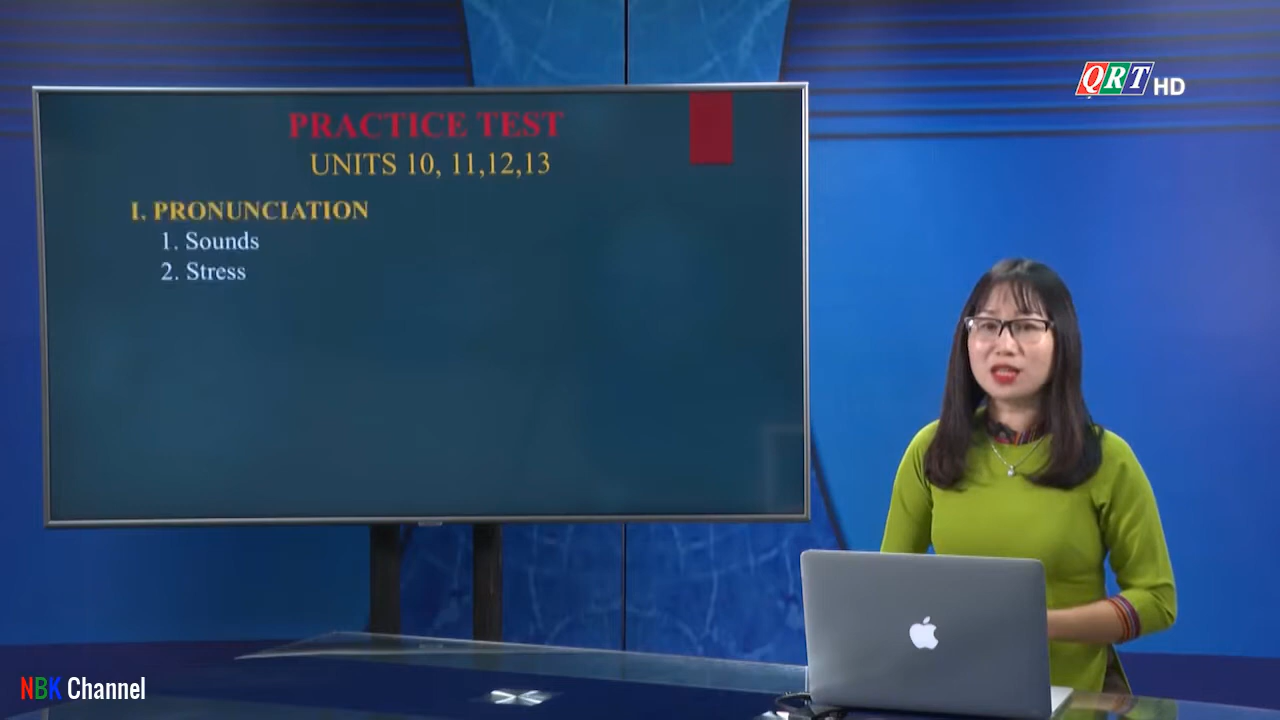 PRACTICE TEST
UNITS 10, 11,12,13
I. PRONUNCIATION
1. Sounds
2. Stress
QRT HD
NBK Channel